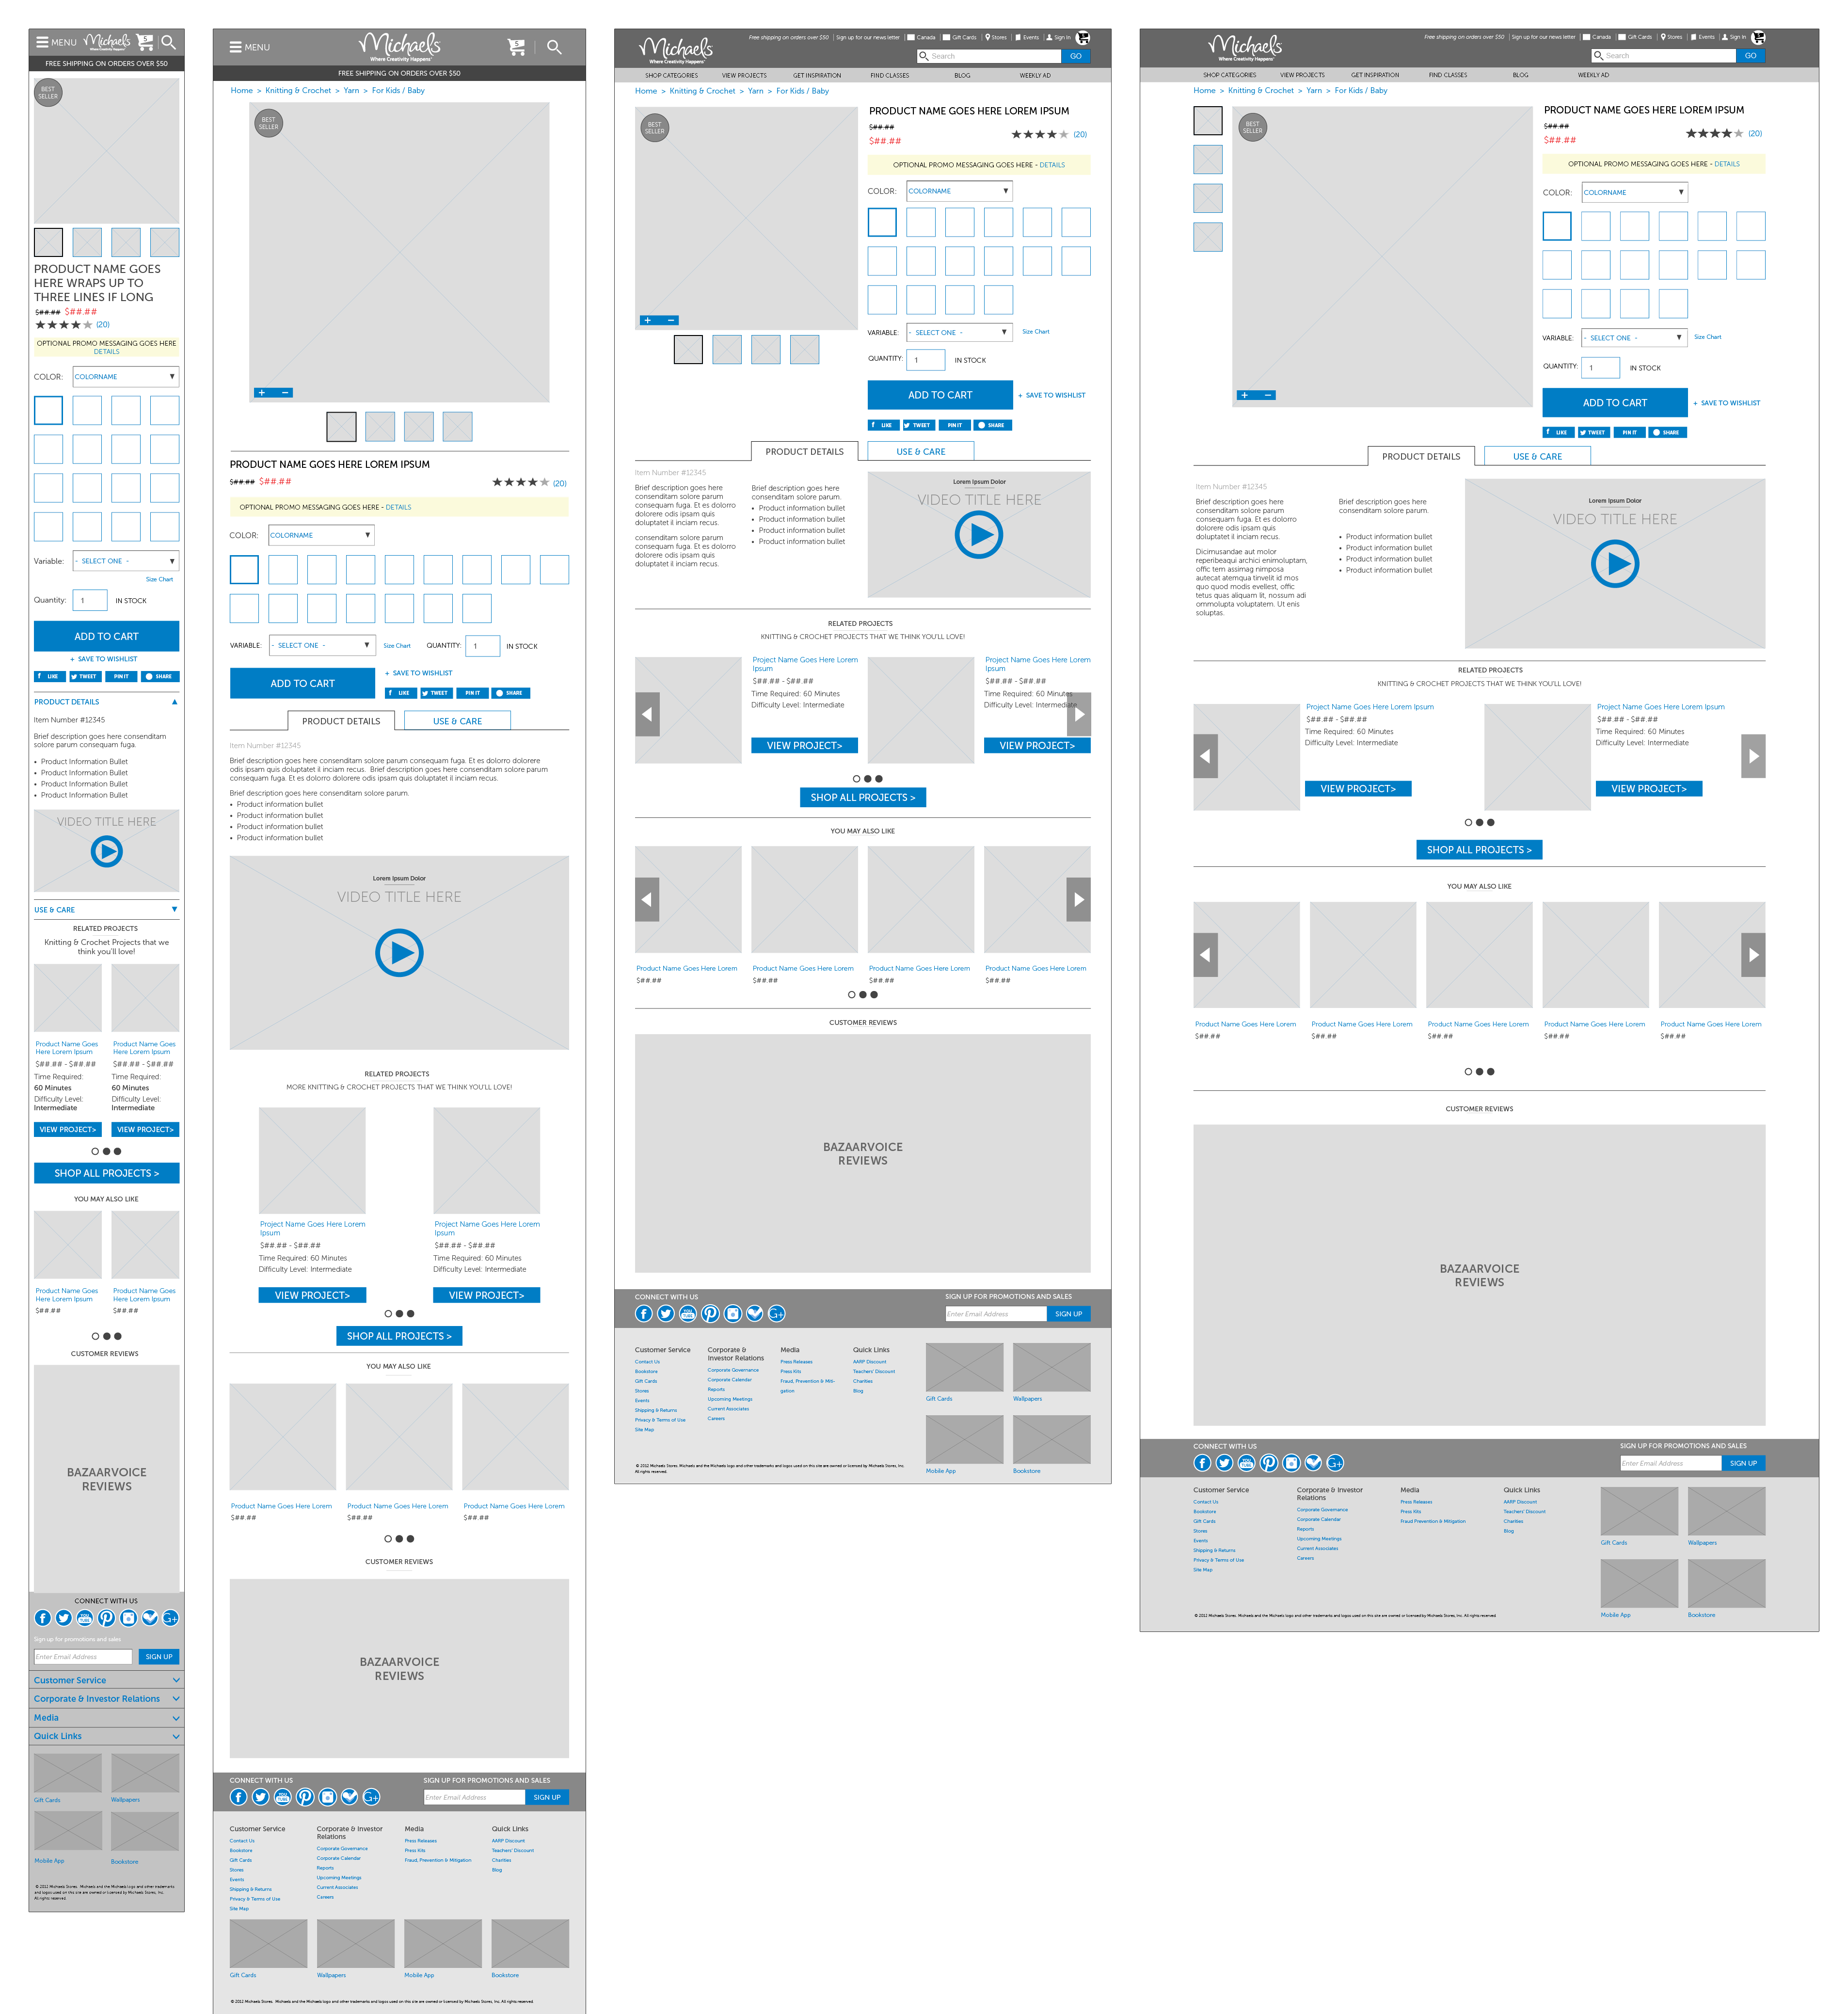 MENU
Michaels
5
FREE SHIPPING ON ORDERS OVER $50
BEST
SELLER
PRODUCT NAME GOES
HERE WRAPS UP TO
THREE LINES IF LONG
$##.## $##.##
(20)
OPTIONAL PROMO MESSAGING GOES HERE
DETAILS
COLOR: COLORNAME
Variable: - SELECT ONE -
Size Chart
Quantity: 1 IN STOCK
ADD TO CART
+ SAVE TO WISHLIST
f LIKE TWEET PIN IT SHARE
PRODUCT DETAILS
Item Number #12345
Brief description goes here consenditam
solore parum consequam fuga.
• Product Information Bullet
• Product Information Bullet
• Product Information Bullet
• Product Information Bullet
VIDEO TITLE HERE
USE & CARE
RELATED PROJECTS
Knitting & Crochet Projects that we
think you'll love!
Product Name Goes Product Name Goes
Here Lorem Ipsum Here Lorem Ipsum
$##.## - $##.## $##.## - $##.##
Time Required: Time Required:
60 Minutes 60 Minutes
Difficulty Level: Difficulty Level:
Intermediate Intermediate
VIEW PROJECT> VIEW PROJECT>
SHOP ALL PROJECTS >
YOU MAY ALSO LIKE
Product Name Goes Product Name Goes
Here Lorem Ipsum Here Lorem Ipsum
$##.## $##.##
CUSTOMER REVIEWS
BAZAARVOICE
REVIEWS
CONNECT WITH US
Sign up for promotions and sales
Enter Email Address SIGN UP
Customer Service
Corporate & Investor Relations
Media
Quick Links
Gift Cards Wallpapers
Mobile App Bookstore
© 2012 Michaels Stores. Michaels and the Michaels logo and other trademarks
and logos used on this site are owned or licensed by Michaels Stores, Inc.
All rights reserved.
MENU
Michaels
Where Creativity Happens
5
FREE SHIPPING ON ORDERS OVER $50
Home > Knitting & Crochet > Yarn > For Kids / Baby
BEST
SELLER
+ −
PRODUCT NAME GOES HERE LOREM IPSUM
$##.## $##.## (20)
OPTIONAL PROMO MESSAGING GOES HERE - DETAILS
COLOR: COLORNAME
VARIABLE: - SELECT ONE - Size Chart QUANTITY: 1 IN STOCK
ADD TO CART
+ SAVE TO WISHLIST
f LIKE TWEET PIN IT SHARE
PRODUCT DETAILS USE & CARE
Item Number #12345
Brief description goes here consenditam solore parum consequam fuga. Et es dolorro dolorere
odis ipsam quis doluptatet il inciam recus. Brief description goes here consenditam solore parum
consequam fuga. Et es dolorro dolorere odis ipsam quis doluptatet il inciam recus.
Brief description goes here consenditam solore parum.
• Product information bullet
• Product information bullet
• Product information bullet
• Product information bullet
Lorem Ipsum Dolor
VIDEO TITLE HERE
RELATED PROJECTS
MORE KNITTING & CROCHET PROJECTS THAT WE THINK YOU'LL LOVE!
Project Name Goes Here Lorem Project Name Goes Here Lorem
Ipsum Ipsum
$##.## - $##.## $##.## - $##.##
Time Required: 60 Minutes Time Required: 60 Minutes
Difficulty Level: Intermediate Difficulty Level: Intermediate
VIEW PROJECT> VIEW PROJECT>
SHOP ALL PROJECTS >
YOU MAY ALSO LIKE
Product Name Goes Here Lorem Product Name Goes Here Lorem Product Name Goes Here Lorem
$##.## $##.## $##.##
CUSTOMER REVIEWS
BAZAARVOICE
REVIEWS
CONNECT WITH US SIGN UP FOR PROMOTIONS AND SALES
Enter Email Address SIGN UP
Customer Service Corporate & Investor Media Quick Links
Relations
Contact Us Press Releases AARP Discount
Bookstore Corporate Governance Press Kits Teachers' Discount
Gift Cards Corporate Calendar Fraud, Prevention & Mitigation Charities
Stores Reports Blog
Events Upcoming Meetings
Shipping & Returns Current Associates
Privacy & Terms of Use Careers
Site Map
Gift Cards Wallpapers Mobile App Bookstore
© 2012 Michaels Stores. Michaels and the Michaels logo and other trademarks and logos used on this site are owned or licensed by Michaels Stores, Inc. All rights reserved.
Michaels
Where Creativity Happens
Free shipping on orders over $50 Sign up for our news letter Canada Gift Cards Stores Events Sign In
Search GO
SHOP CATEGORIES VIEW PROJECTS GET INSPIRATION FIND CLASSES BLOG WEEKLY AD
Home > Knitting & Crochet > Yarn > For Kids / Baby
BEST
SELLER
+ −
PRODUCT NAME GOES HERE LOREM IPSUM
$##.##
$##.## (20)
OPTIONAL PROMO MESSAGING GOES HERE - DETAILS
COLOR: COLORNAME
VARIABLE: - SELECT ONE - Size Chart
QUANTITY: 1 IN STOCK
ADD TO CART + SAVE TO WISHLIST
f LIKE TWEET PIN IT SHARE
PRODUCT DETAILS USE & CARE
Item Number #12345
Brief description goes here
consenditam solore parum
consequam fuga. Et es dolorro
dolorere odis ipsam quis
doluptatet il inciam recus.
consenditam solore parum
consequam fuga. Et es dolorro
dolorere odis ipsam quis
doluptatet il inciam recus.
Brief description goes here
consenditam solore parum.
• Product information bullet
• Product information bullet
• Product information bullet
• Product information bullet
Lorem Ipsum Dolor
VIDEO TITLE HERE
RELATED PROJECTS
KNITTING & CROCHET PROJECTS THAT WE THINK YOU'LL LOVE!
Project Name Goes Here Lorem Project Name Goes Here Lorem
Ipsum Ipsum
$##.## - $##.## $##.## - $##.##
Time Required: 60 Minutes Time Required: 60 Minutes
Difficulty Level: Intermediate Difficulty Level: Intermediate
VIEW PROJECT> VIEW PROJECT>
SHOP ALL PROJECTS >
YOU MAY ALSO LIKE
Product Name Goes Here Lorem Product Name Goes Here Lorem Product Name Goes Here Lorem Product Name Goes Here Lorem
$##.## $##.## $##.## $##.##
CUSTOMER REVIEWS
BAZAARVOICE
REVIEWS
CONNECT WITH US SIGN UP FOR PROMOTIONS AND SALES
Enter Email Address SIGN UP
Customer Service Corporate & Media Quick Links
Investor Relations
Contact Us Press Releases AARP Discount
Bookstore Corporate Governance Press Kits Teachers' Discount
Gift Cards Corporate Calendar Fraud, Prevention & Miti- Charities
Stores Reports gation Blog
Events Upcoming Meetings
Shipping & Returns Current Associates
Privacy & Terms of Use Careers
Site Map
Gift Cards Wallpapers
Mobile App Bookstore
© 2012 Michaels Stores. Michaels and the Michaels logo and other trademarks and logos used on this site are owned or licensed by Michaels Stores, Inc.
All rights reserved.
Michaels
Where Creativity Happens
Free shipping on orders over $50 Sign up for our news letter Canada Gift Cards Stores Events Sign In
Search GO
SHOP CATEGORIES VIEW PROJECTS GET INSPIRATION FIND CLASSES BLOG WEEKLY AD
Home > Knitting & Crochet > Yarn > For Kids / Baby
BEST
SELLER
+ −
PRODUCT NAME GOES HERE LOREM IPSUM
$##.##
$##.## (20)
OPTIONAL PROMO MESSAGING GOES HERE - DETAILS
COLOR: COLORNAME
VARIABLE: - SELECT ONE - Size Chart
QUANTITY: 1 IN STOCK
ADD TO CART + SAVE TO WISHLIST
f LIKE TWEET PIN IT SHARE
PRODUCT DETAILS USE & CARE
Item Number #12345
Brief description goes here
consenditam solore parum
consequam fuga. Et es dolorro
dolorere odis ipsam quis
doluptatet il inciam recus.
Dicimusandae aut molor
reperibeaqui archici enimoluptam,
offic tem assimag nimposa
autecat atemqua tinvelit id mos
quo quod modis evellest, offic
tetus quas aliquam lit, nossum adi
ommolupta voluptatem. Ut enis
soluptas.
Brief description goes here
consenditam solore parum.
• Product information bullet
• Product information bullet
• Product information bullet
• Product information bullet
Lorem Ipsum Dolor
VIDEO TITLE HERE
RELATED PROJECTS
KNITTING & CROCHET PROJECTS THAT WE THINK YOU'LL LOVE!
Project Name Goes Here Lorem Ipsum Project Name Goes Here Lorem Ipsum
$##.## - $##.## $##.## - $##.##
Time Required: 60 Minutes Time Required: 60 Minutes
Difficulty Level: Intermediate Difficulty Level: Intermediate
VIEW PROJECT> VIEW PROJECT>
SHOP ALL PROJECTS >
YOU MAY ALSO LIKE
Product Name Goes Here Lorem Product Name Goes Here Lorem Product Name Goes Here Lorem Product Name Goes Here Lorem Product Name Goes Here Lorem
$##.## $##.## $##.## $##.## $##.##
CUSTOMER REVIEWS
BAZAARVOICE
REVIEWS
CONNECT WITH US SIGN UP FOR PROMOTIONS AND SALES
Enter Email Address SIGN UP
Customer Service Corporate & Investor Media Quick Links
Relations
Contact Us Press Releases AARP Discount
Bookstore Corporate Governance Press Kits Teachers' Discount
Gift Cards Corporate Calendar Fraud Prevention & Mitigation Charities
Stores Reports Blog
Events Upcoming Meetings
Shipping & Returns Current Associates
Privacy & Terms of Use Careers
Site Map
Gift Cards Wallpapers
Mobile App Bookstore
© 2012 Michaels Stores. Michaels and the Michaels logo and other trademarks and logos used on this site are owned or licensed by Michaels Stores, Inc. All rights reserved.